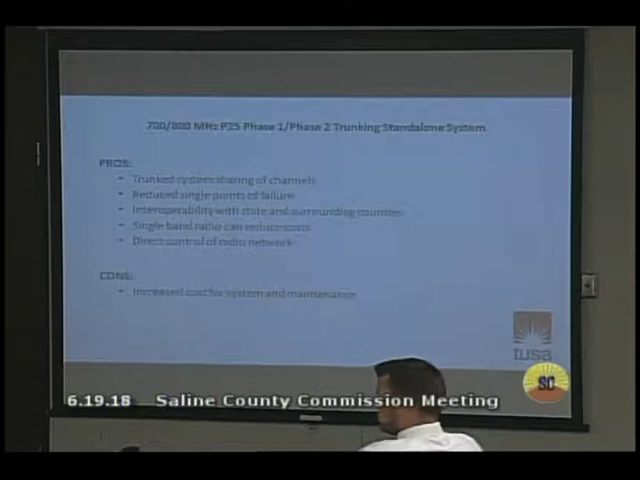 700/800 MHz P25 Phase 1/Phase 2 Trunking Standalone System
PROS:
• Trunked system sharing of channels
• Reduced single points of failure
• Interoperability with state and surrounding counties
• Single band radio can reduce costs
• Direct control of radio network
CONS:
• Increased cost for system and maintenance
tusa
SC
6.19.18 Saline County Commission Meeting